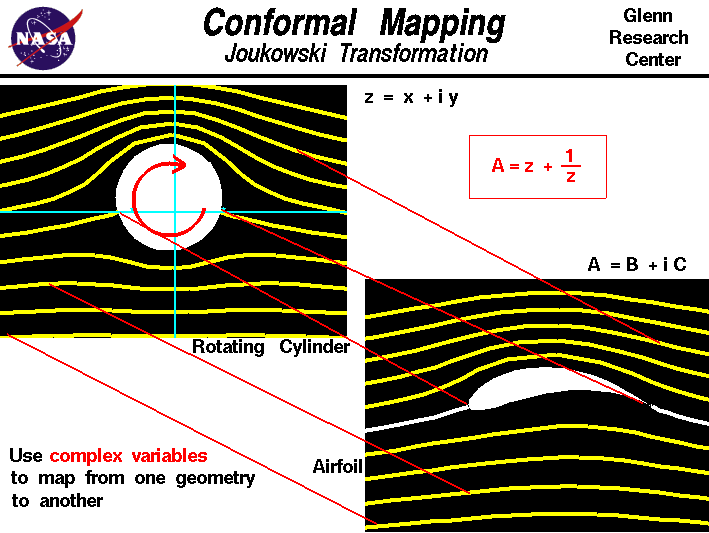 NASA
Conformal Mapping
Joukowski Transformation
Glenn
Research
Center
z = x + i y
A = z + 1/z
A = B + i C
Rotating Cylinder
Airfoil
Use complex variables
to map from one geometry
to another